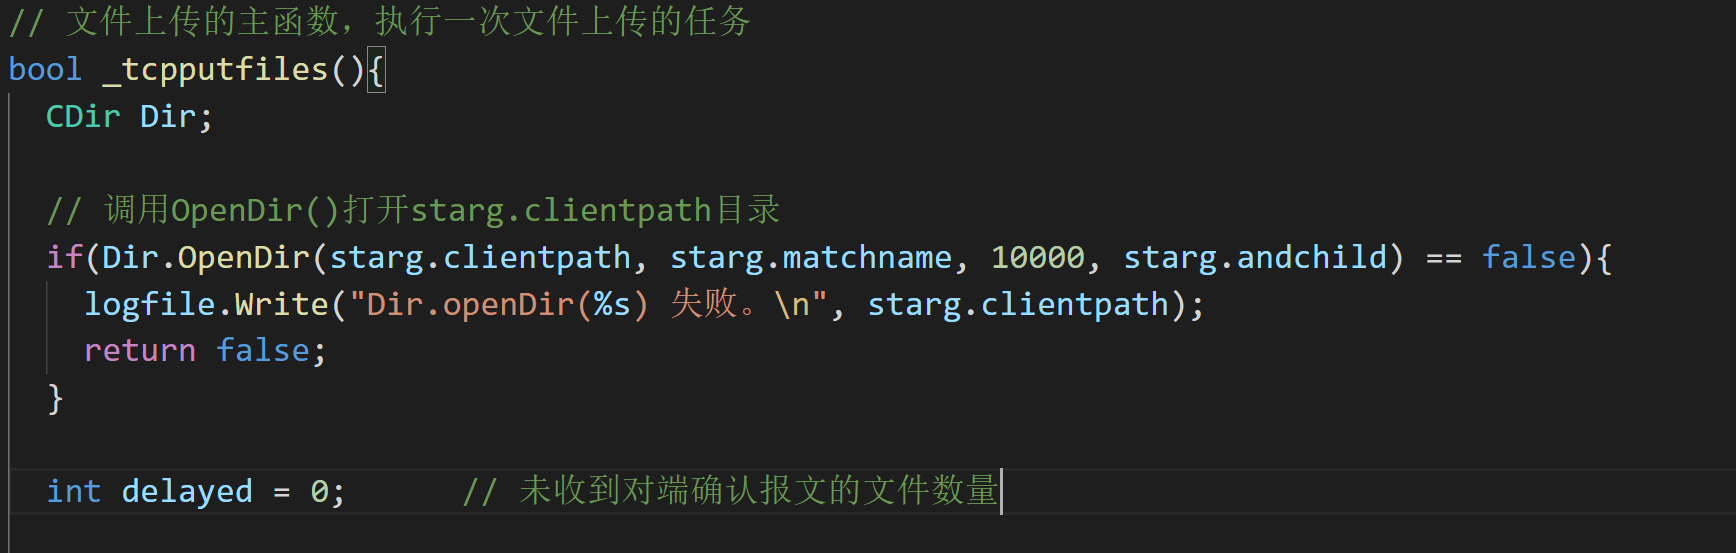 // 文件上传的主函数，执行一次文件上传的任务
bool _tcpputfiles(){
CDir Dir;
// 调用OpenDir()打开starg.clientpath目录
if(Dir.OpenDir(starg.clientpath, starg.matchname, 10000, starg.andchild) == false){
logfile.Write("Dir.openDir(%s) 失败。\n", starg.clientpath);
return false;
}
int delayed = 0; // 未收到对端确认报文的文件数量